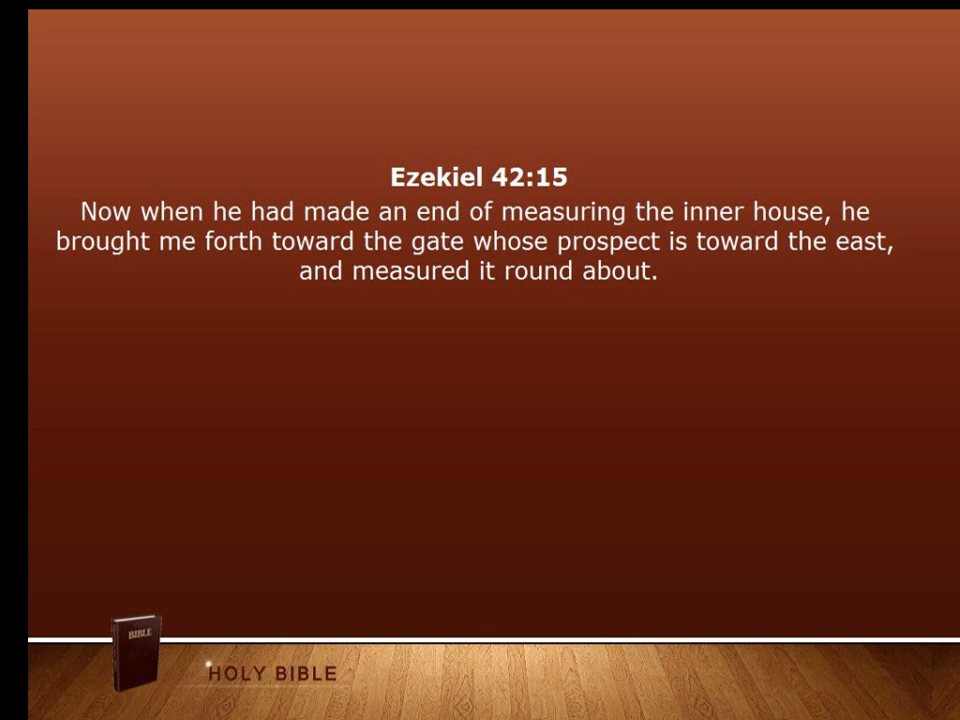 Ezekiel 42:15
Now when he had made an end of measuring the inner house, he
brought me forth toward the gate whose prospect is toward the east,
and measured it round about.
BIBLE
HOLY BIBLE